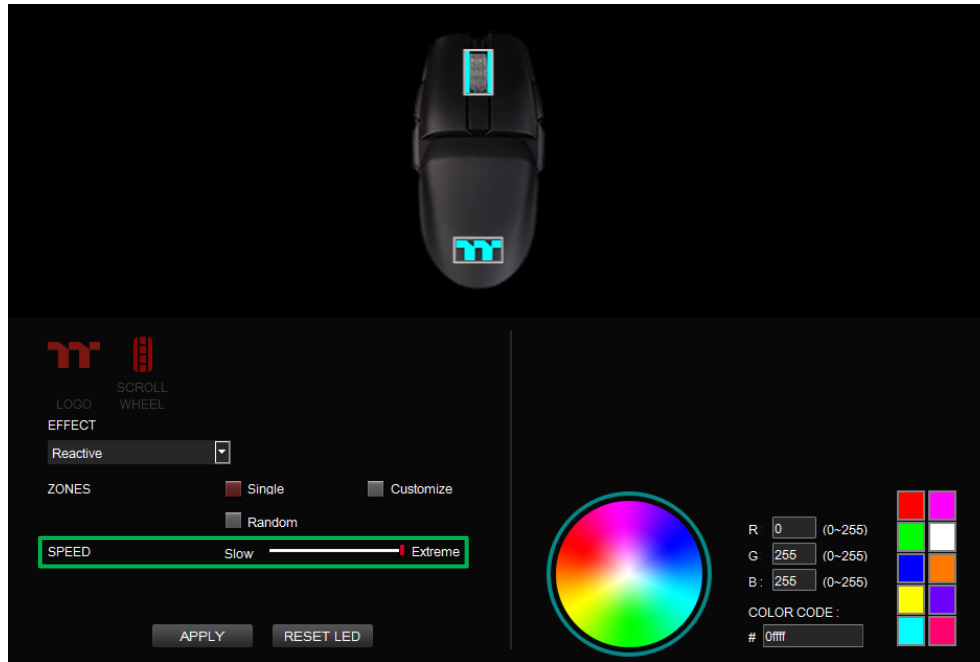 SCROLL
LOGO WHEEL
EFFECT
Reactive
ZONES Single Customize
Random
SPEED Slow Extreme
APPLY RESET LED
R: 0 (0~255)
G: 255 (0~255)
B: 255 (0~255)
COLOR CODE :
# 0ffff